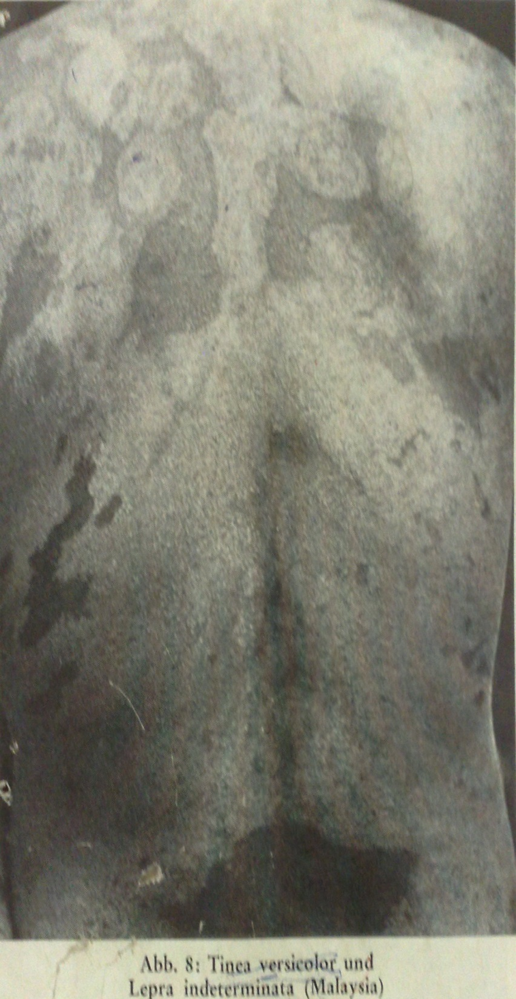 Abb. 8: Tinea versicolor und
Lepra indeterminata (Malaysia)